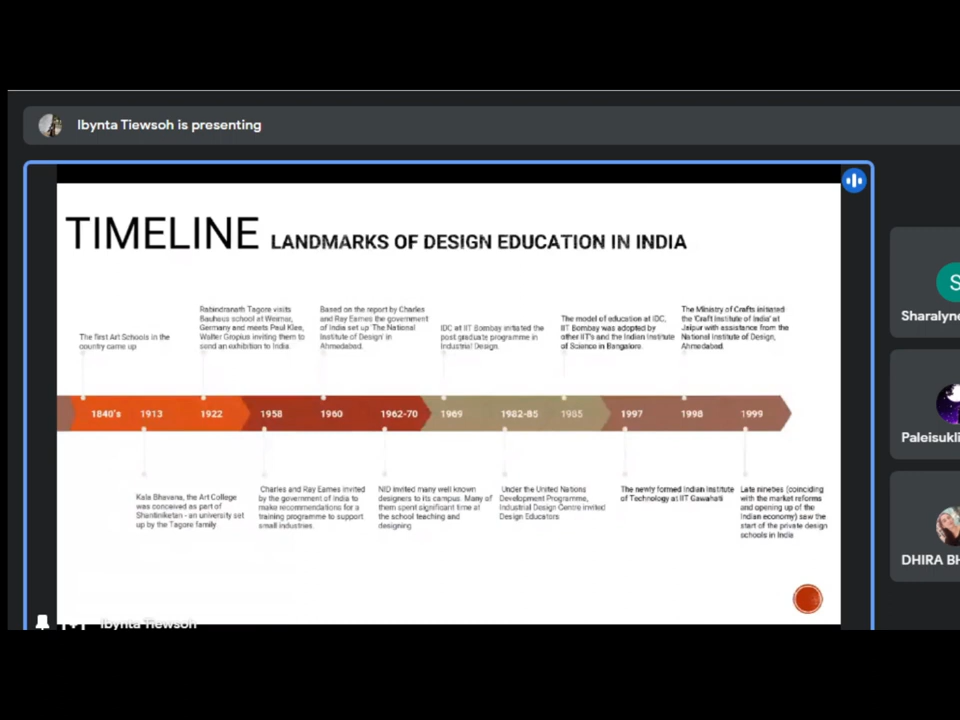 Ibynta Tiewsoh is presenting
TIMELINE LANDMARKS OF DESIGN EDUCATION IN INDIA
The first Art Schools in the
country came up
Rabindranath Tagore visits
Bauhaus school at Weimar,
Germany and meets Paul Klee,
Walter Gropius inviting them to
send an exhibition to India.
Based on the report by Charles
and Ray Eames the government
of India set up 'The National
Institute of Design' in
Ahmedabad.
IDC at IIT Bombay initiated the
post graduate programme in
Industrial Design.
The model of education at IDC,
IIT Bombay was adopted by
other IIT's and the Indian Institute
of Science in Bangalore.
The Ministry of Crafts initiated
the 'Craft Institute of India' at
Jaipur with assistance from the
National Institute of Design,
Ahmedabad.
1840's 1913 1922 1958 1960 1962-70 1969 1982-85 1985 1997 1998 1999
Kala Bhavana, the Art College
was conceived as part of
Shantiniketan - an university set
up by the Tagore family
Charles and Ray Eames invited
by the government of India to
make recommendations for a
training programme to support
small industries.
NID invited many well known
designers to its campus. Many of
them spent significant time at
the school teaching and
designing
Under the United Nations
Development Programme,
Industrial Design Centre invited
Design Educators
The newly formed Indian Institute
of Technology at IIT Gawahati
Late nineties (coinciding
with the market reforms
and opening up of the
Indian economy) saw the
start of the private design
schools in India
S
Sharalyne
Paleisukli
DHIRA BH
Ibynta Tiewsoh